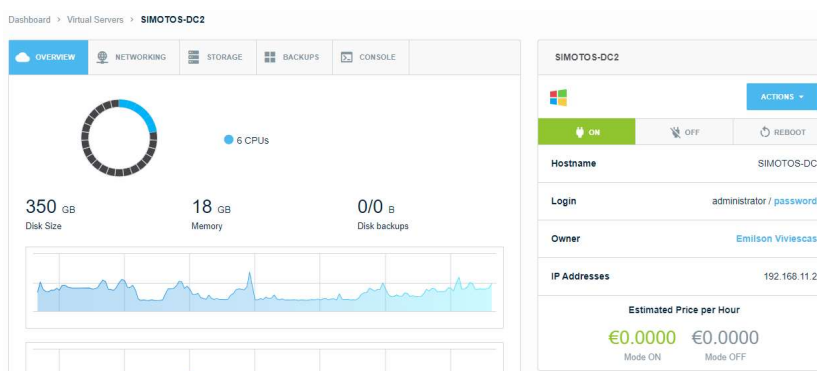 Dashboard > Virtual Servers > SIMOTOS-DC2
OVERVIEW NETWORKING STORAGE BACKUPS CONSOLE
6 CPUs
350 GB 18 GB 0/0 B
Disk Size Memory Disk backups
SIMOTOS-DC2
ACTIONS
ON OFF REBOOT
Hostname SIMOTOS-DC
Login administrator / password
Owner Emilson Viviescas
IP Addresses 192.168.11.2
Estimated Price per Hour
€0.0000 €0.0000
Mode ON Mode OFF